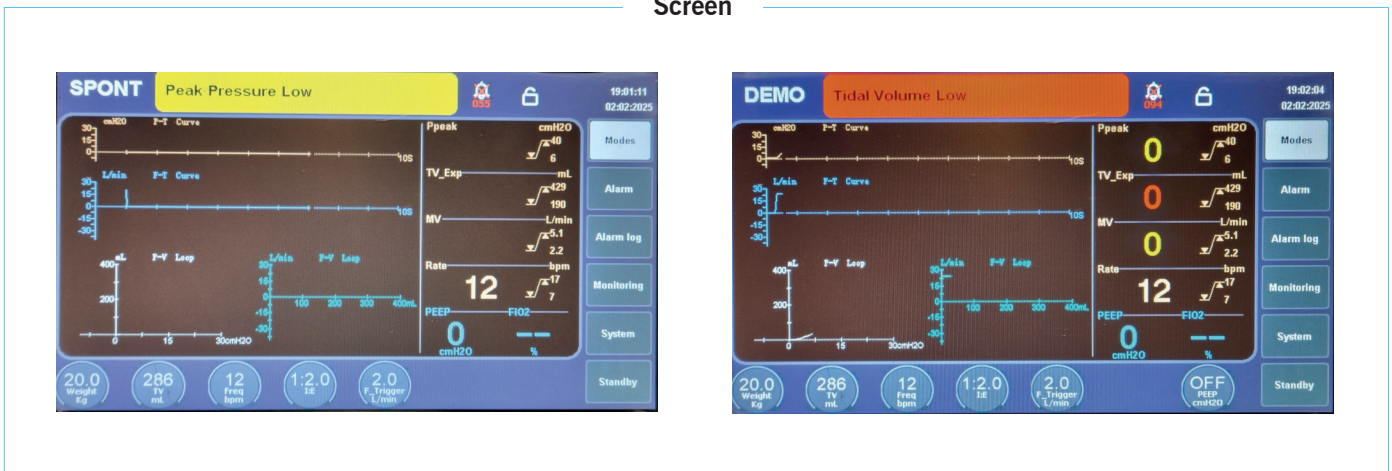 Screen
SPONT
Peak Pressure Low
055
19:01:11
02:02:2025
cmH2O P-T Curve
30
15
0
10S
L/min F-T Curve
30
15
0
-15
-30
10S
mL P-V Loop
400
200
0 15 30cmH2O
L/min F-V Loop
30
15
0
-15
-30
100 200 300 400mL
Ppeak cmH2O
40
6
TV_Exp mL
429
190
MV L/min
5.1
2.2
Rate bpm
12
17
7
PEEP FIO2
0 --
cmH2O %
Modes
Alarm
Alarm log
Monitoring
System
Standby
20.0
Weight
Kg
286
TV
mL
12
Freq
bpm
1:2.0
I:E
2.0
F_Trigger
L/min
DEMO
Tidal Volume Low
094
19:02:04
02:02:2025
cmH2O P-T Curve
30
15
0
10S
L/min F-T Curve
30
15
0
-15
-30
10S
mL P-V Loop
400
200
0 15 30cmH2O
L/min F-V Loop
30
15
0
-15
-30
100 200 300 400mL
Ppeak cmH2O
0
40
6
TV_Exp mL
0
429
190
MV L/min
0
5.1
2.2
Rate bpm
12
17
7
PEEP FIO2
0 --
cmH2O %
Modes
Alarm
Alarm log
Monitoring
System
Standby
20.0
Weight
Kg
286
TV
mL
12
Freq
bpm
1:2.0
I:E
2.0
F_Trigger
L/min
OFF
PEEP
cmH2O